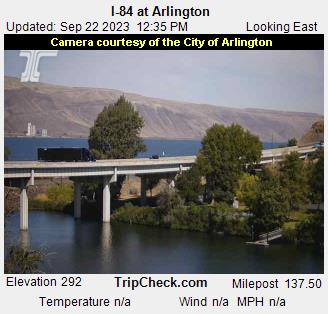 I-84 at Arlington
Updated: Sep 22 2023 12:35 PM Looking East
Camera courtesy of the City of Arlington
Elevation 292 TripCheck.com Milepost 137.50
Temperature n/a Wind n/a MPH n/a